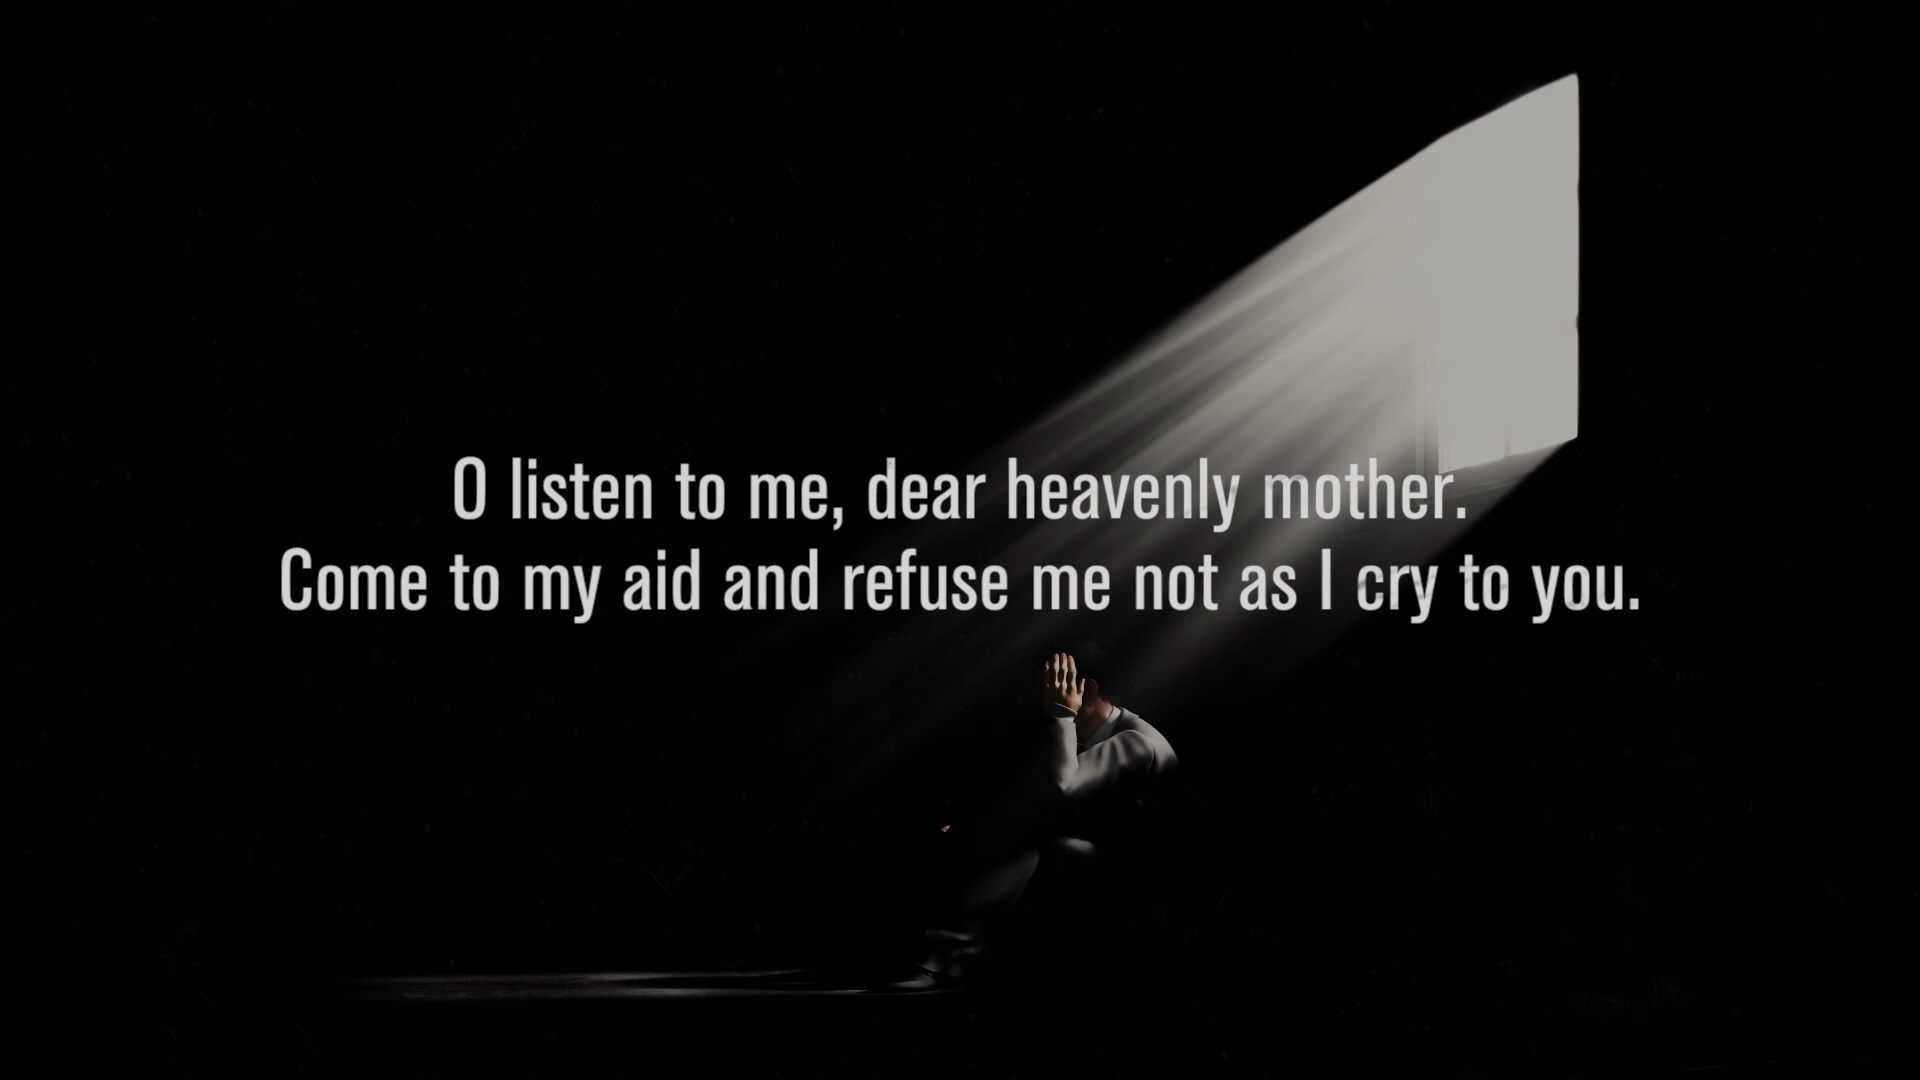 O listen to me, dear heavenly mother.
Come to my aid and refuse me not as I cry to you.